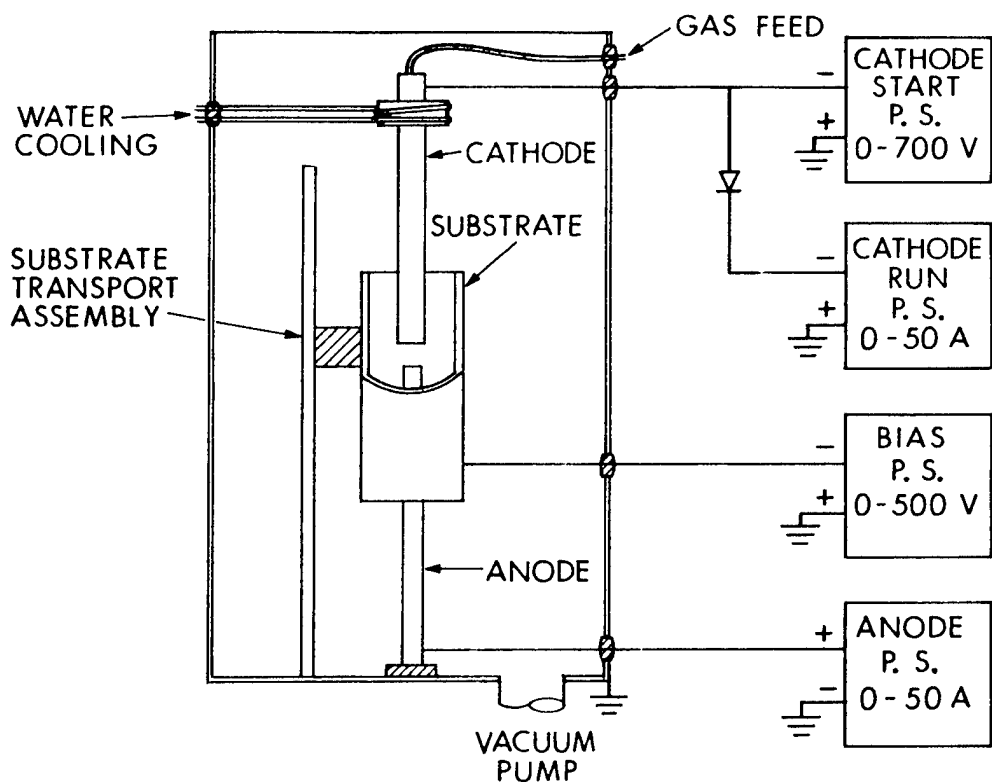 GAS FEED
WATER
COOLING
CATHODE
SUBSTRATE
SUBSTRATE
TRANSPORT
ASSEMBLY
ANODE
VACUUM
PUMP
−
+
CATHODE
START
P. S.
0-700 V
−
+
CATHODE
RUN
P. S.
0-50 A
−
+
BIAS
P. S.
0-500 V
+
−
ANODE
P. S.
0-50 A